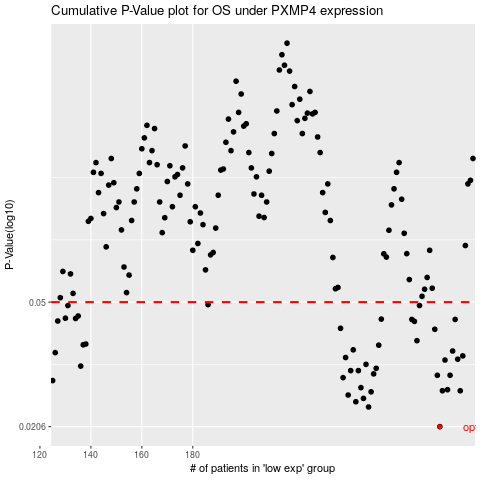 Cumulative P-Value plot for OS under PXMP4 expression
P-Value(log10)
0.05
0.0206
op
120 140 160 180
# of patients in 'low exp' group